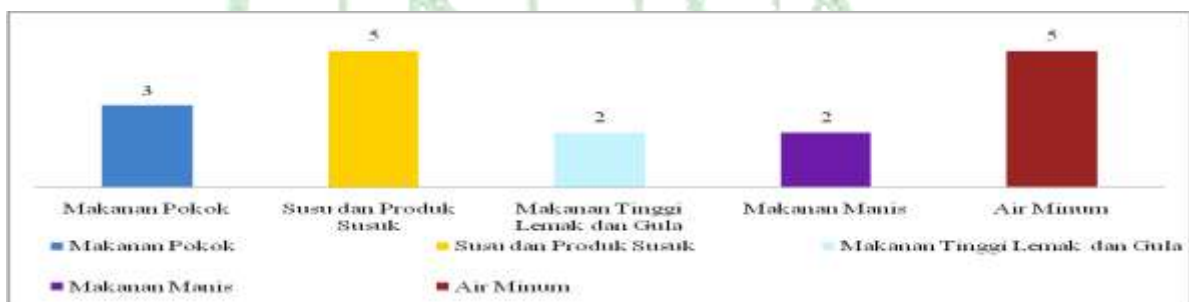 3
5
2
2
5
Makanan Pokok
Susu dan Produk
Susuk
Makanan Tinggi
Lemak dan Gula
Makanan Manis
Air Minum
Makanan Pokok
Susu dan Produk Susuk
Makanan Tinggi Lemak dan Gula
Makanan Manis
Air Minum